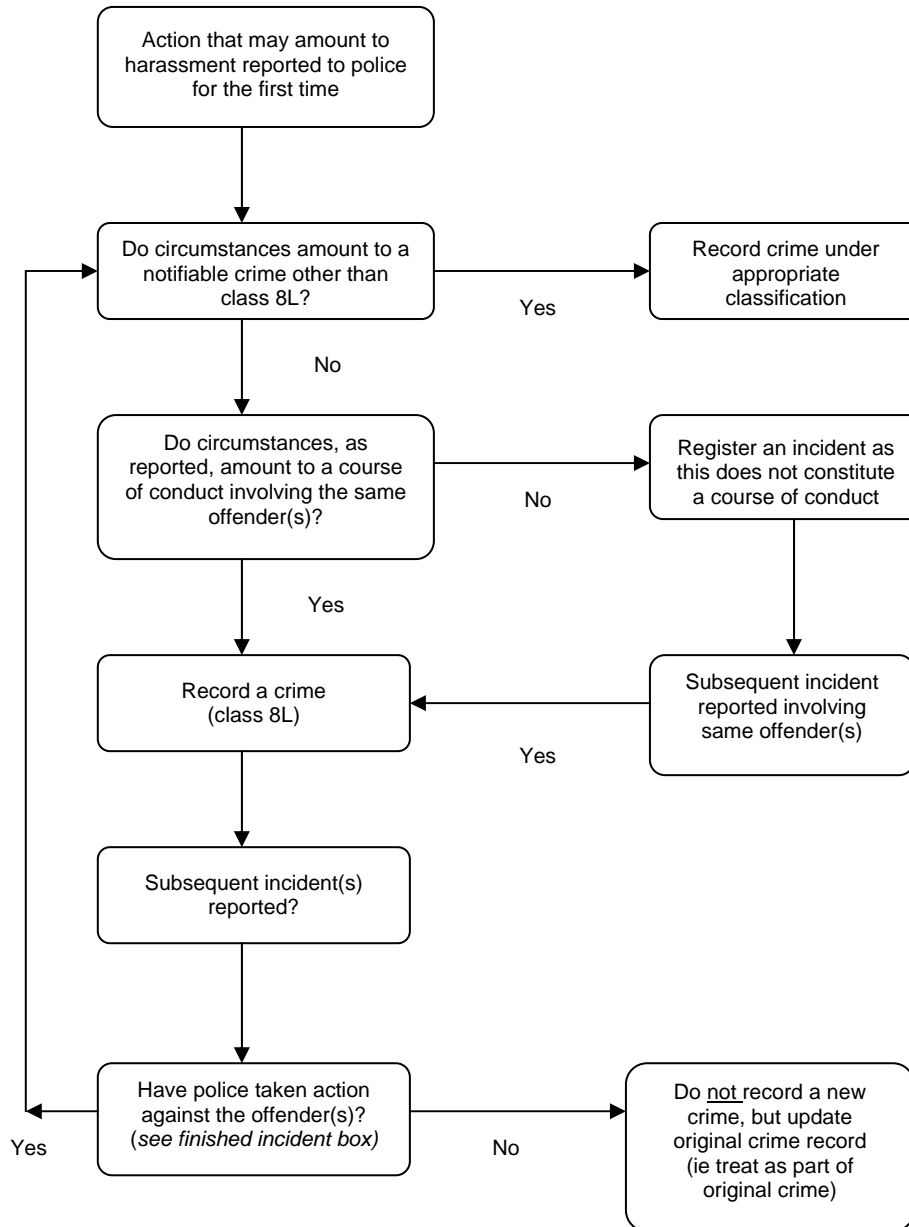 Action that may amount to
harassment reported to police
for the first time
Do circumstances amount to a
notifiable crime other than
class 8L?
Yes
Record crime under
appropriate
classification
No
Do circumstances, as
reported, amount to a course
of conduct involving the same
offender(s)?
No
Register an incident as
this does not constitute
a course of conduct
Yes
Record a crime
(class 8L)
Yes
Subsequent incident
reported involving
same offender(s)
Subsequent incident(s)
reported?
Have police taken action
against the offender(s)?
(see finished incident box)
Yes
No
Do not record a new
crime, but update
original crime record
(ie treat as part of
original crime)